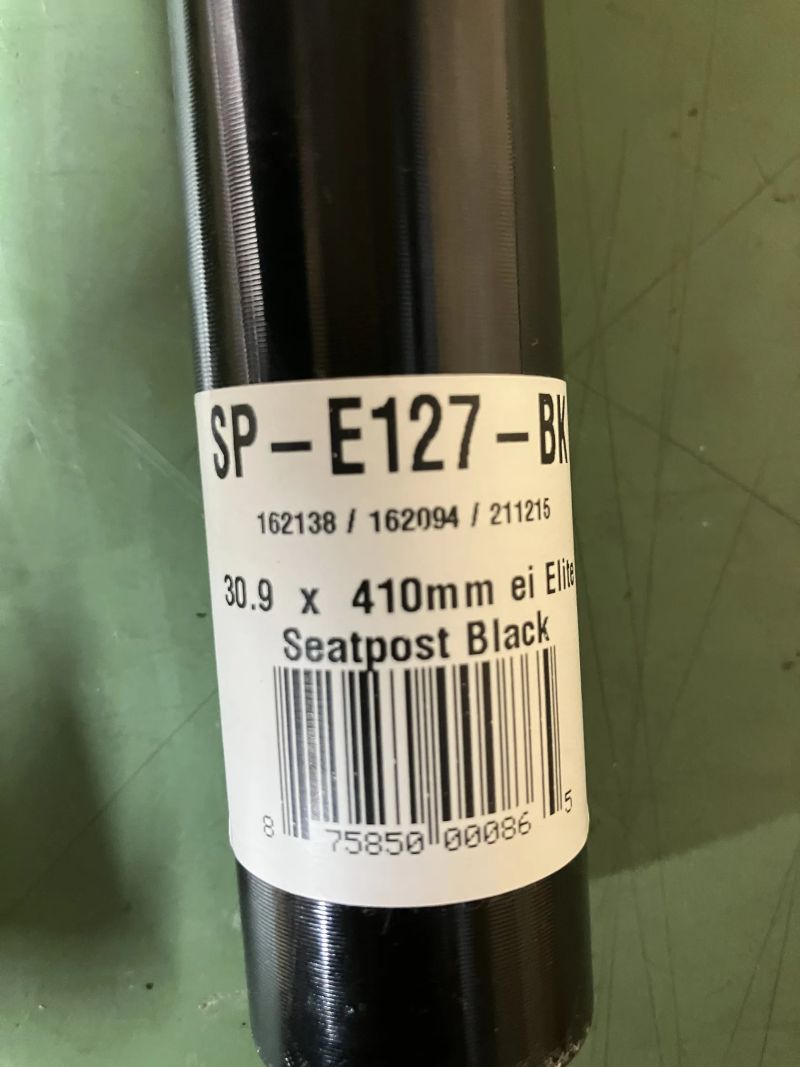 SP-E127-BK
162138 / 162094 / 211215
30.9 x 410mm ei Elite
Seatpost Black
8 75850 00086 5